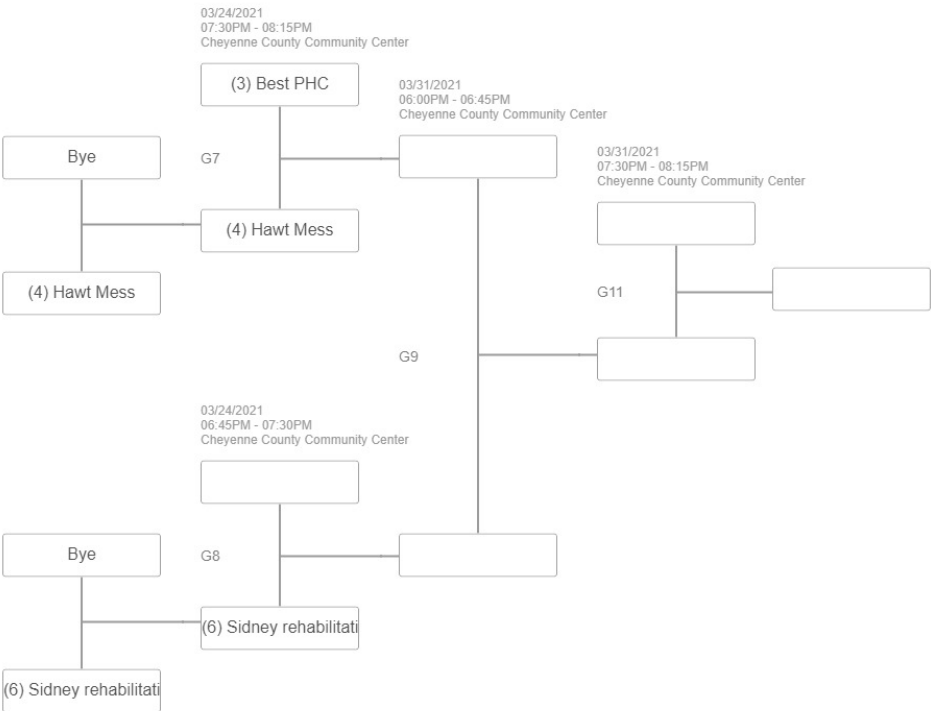 03/24/2021
07:30PM - 08:15PM
Cheyenne County Community Center
(3) Best PHC
03/31/2021
06:00PM - 06:45PM
Cheyenne County Community Center
Bye
G7
03/31/2021
07:30PM - 08:15PM
Cheyenne County Community Center
(4) Hawt Mess
(4) Hawt Mess
G11
G9
03/24/2021
06:45PM - 07:30PM
Cheyenne County Community Center
Bye
G8
(6) Sidney rehabilitati
(6) Sidney rehabilitati